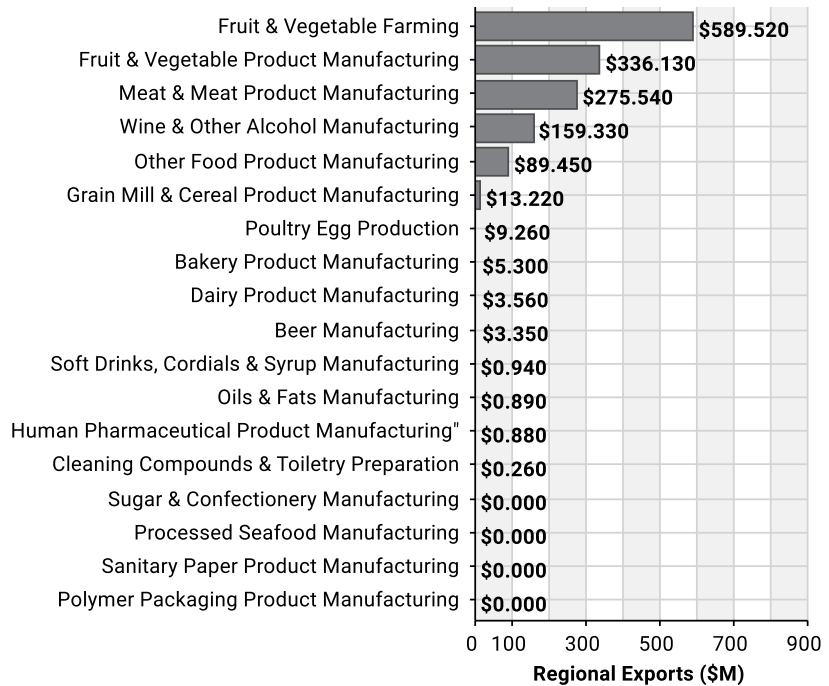 Fruit & Vegetable Farming $589.520
Fruit & Vegetable Product Manufacturing $336.130
Meat & Meat Product Manufacturing $275.540
Wine & Other Alcohol Manufacturing $159.330
Other Food Product Manufacturing $89.450
Grain Mill & Cereal Product Manufacturing $13.220
Poultry Egg Production $9.260
Bakery Product Manufacturing $5.300
Dairy Product Manufacturing $3.560
Beer Manufacturing $3.350
Soft Drinks, Cordials & Syrup Manufacturing $0.940
Oils & Fats Manufacturing $0.890
Human Pharmaceutical Product Manufacturing" $0.880
Cleaning Compounds & Toiletry Preparation $0.260
Sugar & Confectionery Manufacturing $0.000
Processed Seafood Manufacturing $0.000
Sanitary Paper Product Manufacturing $0.000
Polymer Packaging Product Manufacturing $0.000
0 100 300 500 700 900
Regional Exports ($M)